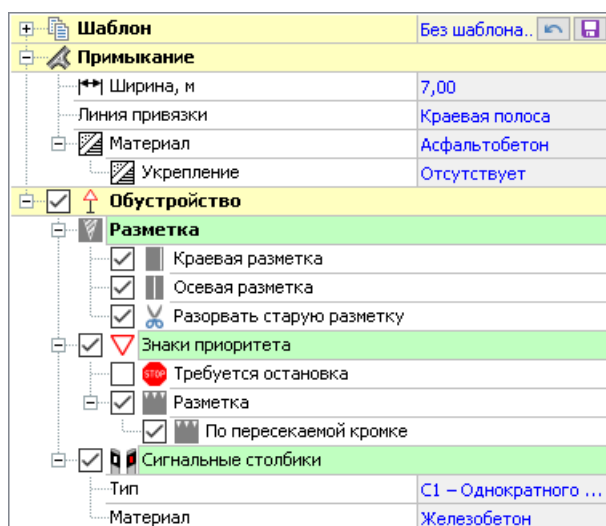 Шаблон Без шаблона..
Примыкание
Ширина, м 7,00
Линия привязки Краевая полоса
Материал Асфальтобетон
Укрепление Отсутствует
Обустройство
Разметка
Краевая разметка
Осевая разметка
Разорвать старую разметку
Знаки приоритета
STOP Требуется остановка
Разметка
По пересекаемой кромке
Сигнальные столбики
Тип С1 – Однократного ...
Материал Железобетон